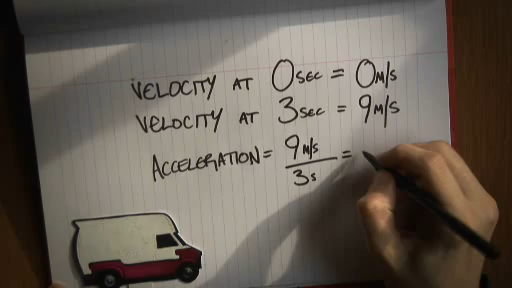 VELOCITY AT 0SEC = 0M/S
VELOCITY AT 3SEC = 9M/S
ACCELERATION = 9M/S / 3S =